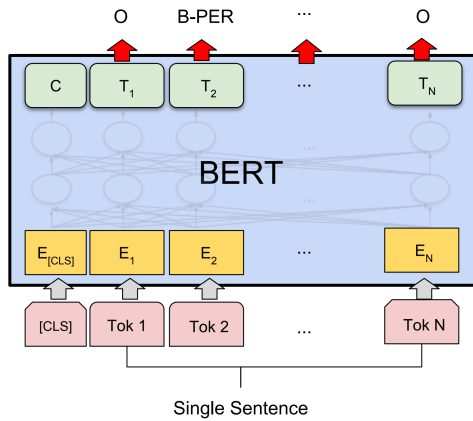 O B-PER ... O
C T1 T2 ... TN
...
BERT
...
E[CLS] E1 E2 ... EN
[CLS] Tok 1 Tok 2 ... Tok N
Single Sentence